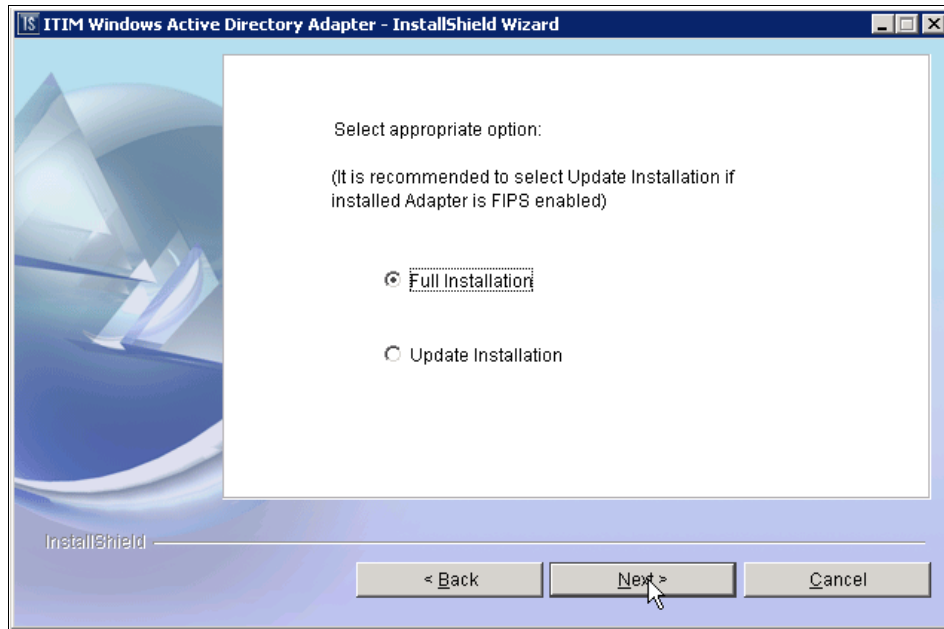 IS ITIM Windows Active Directory Adapter - InstallShield Wizard
Select appropriate option:
(It is recommended to select Update Installation if
installed Adapter is FIPS enabled)
Full Installation
Update Installation
InstallShield
< Back Next > Cancel